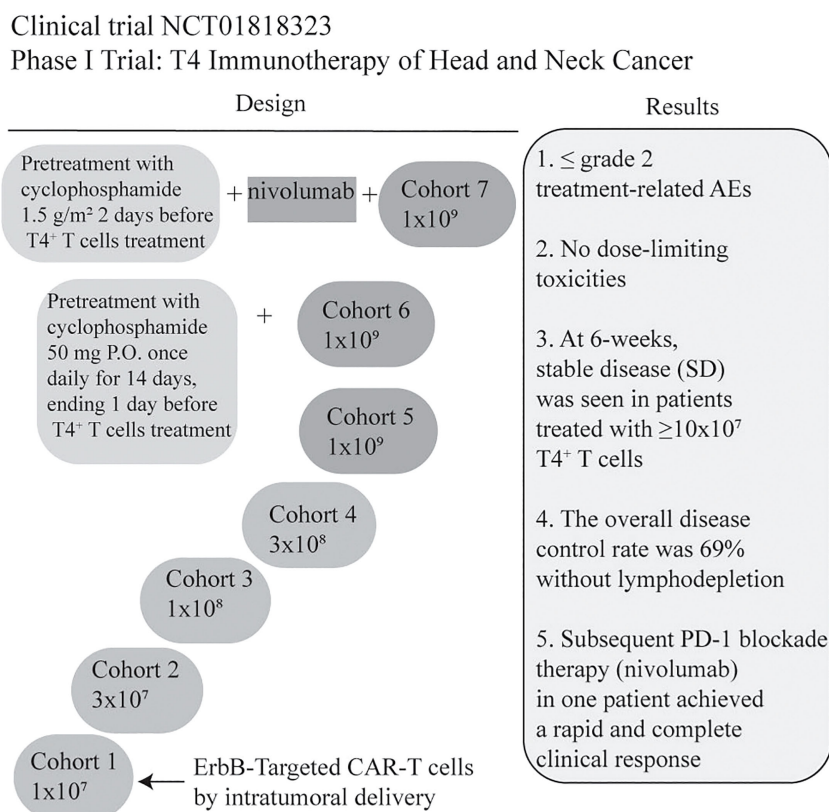 Clinical trial NCT01818323
Phase I Trial: T4 Immunotherapy of Head and Neck Cancer
Design
Pretreatment with
cyclophosphamide
1.5 g/m² 2 days before
T4⁺ T cells treatment
+ nivolumab +
Cohort 7
1x10⁹
Pretreatment with
cyclophosphamide
50 mg P.O. once
daily for 14 days,
ending 1 day before
T4⁺ T cells treatment
+
Cohort 6
1x10⁹
Cohort 5
1x10⁹
Cohort 4
3x10⁸
Cohort 3
1x10⁸
Cohort 2
3x10⁷
Cohort 1
1x10⁷
ErbB-Targeted CAR-T cells
by intratumoral delivery
Results
1. ≤ grade 2
treatment-related AEs
2. No dose-limiting
toxicities
3. At 6-weeks,
stable disease (SD)
was seen in patients
treated with ≥10x10⁷
T4⁺ T cells
4. The overall disease
control rate was 69%
without lymphodepletion
5. Subsequent PD-1 blockade
therapy (nivolumab)
in one patient achieved
a rapid and complete
clinical response